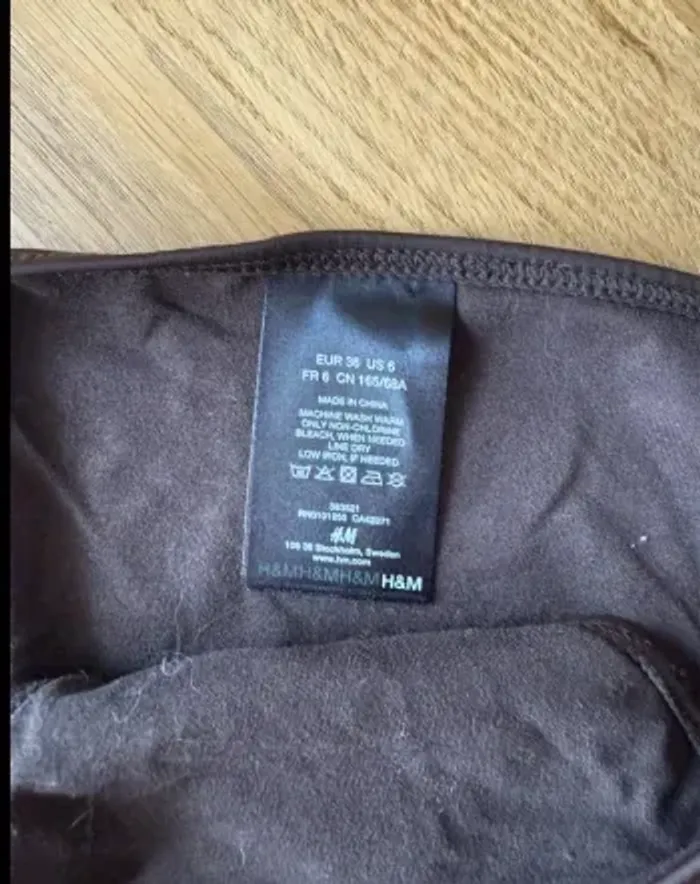 EUR 36 US 6
FR 6 CN 165/68A
MADE IN CHINA
MACHINE WASH WARM
ONLY NON-CHLORINE
BLEACH, WHEN NEEDED
LINE DRY
LOW IRON, IF NEEDED
H&M
106 38 Stockholm, Sweden
www.hm.com
H&MH&MH&MH&M